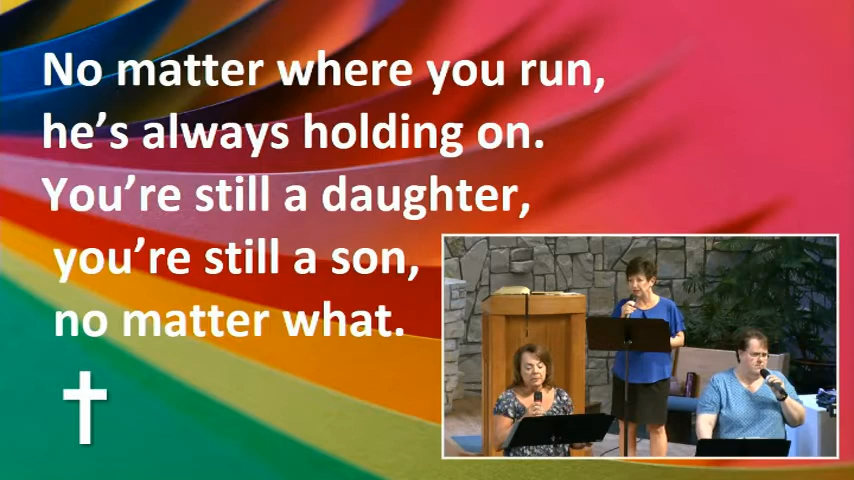 No matter where you run,
he’s always holding on.
You’re still a daughter,
you’re still a son,
no matter what.